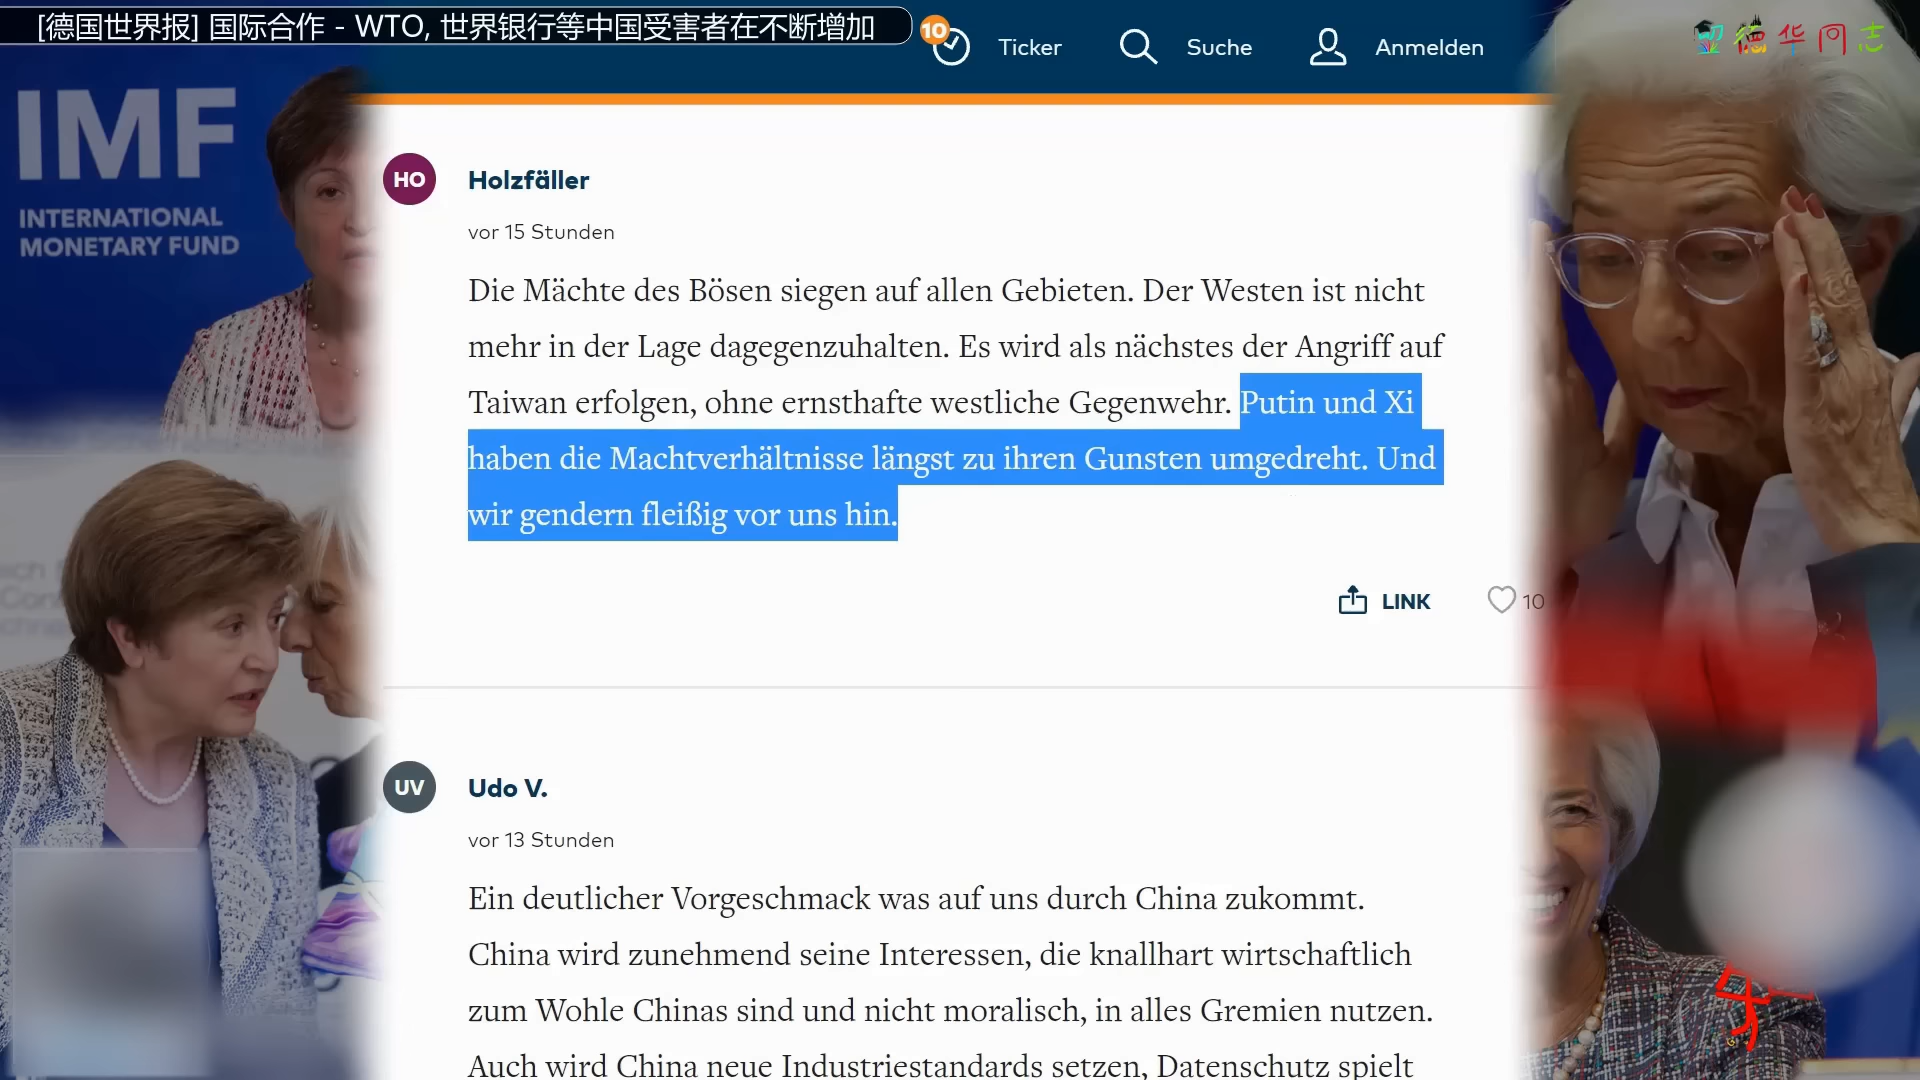 [德国世界报] 国际合作 - WTO, 世界银行等中国受害者在不断增加
10
Ticker
Suche
Anmelden
留德华同志
IMF
INTERNATIONAL
MONETARY FUND
HO
Holzfäller
vor 15 Stunden
Die Mächte des Bösen siegen auf allen Gebieten. Der Westen ist nicht
mehr in der Lage dagegenzuhalten. Es wird als nächstes der Angriff auf
Taiwan erfolgen, ohne ernsthafte westliche Gegenwehr. Putin und Xi
haben die Machtverhältnisse längst zu ihren Gunsten umgedreht. Und
wir gendern fleißig vor uns hin.
LINK
10
UV
Udo V.
vor 13 Stunden
Ein deutlicher Vorgeschmack was auf uns durch China zukommt.
China wird zunehmend seine Interessen, die knallhart wirtschaftlich
zum Wohle Chinas sind und nicht moralisch, in alles Gremien nutzen.
Auch wird China neue Industriestandards setzen, Datenschutz spielt